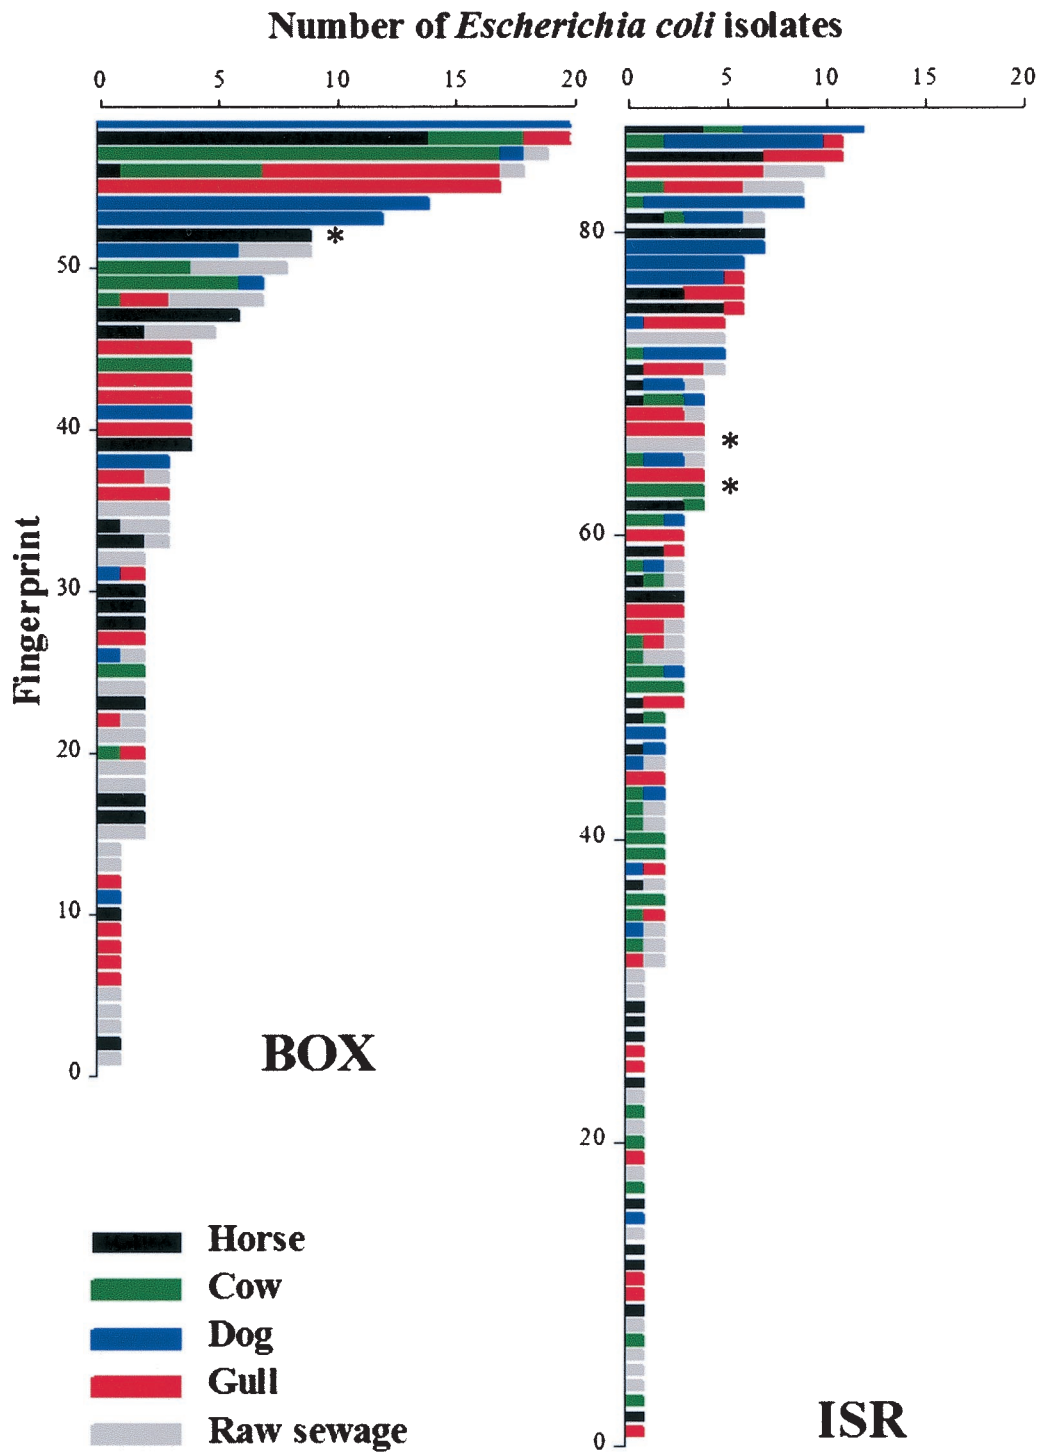 Number of Escherichia coli isolates
0 5 10 15 20
0 5 10 15 20
Fingerprint
50
*
40
30
20
10
0
BOX
80
*
*
60
40
20
0
ISR
Horse
Cow
Dog
Gull
Raw sewage